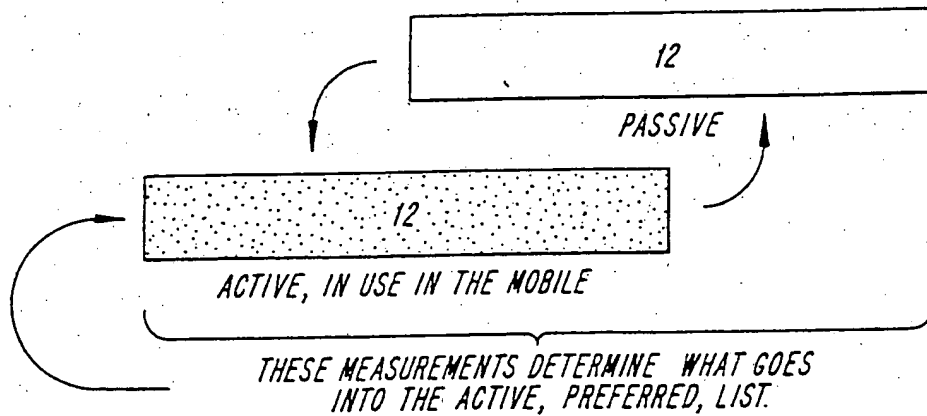 12
PASSIVE
12
ACTIVE, IN USE IN THE MOBILE
THESE MEASUREMENTS DETERMINE WHAT GOES
INTO THE ACTIVE, PREFERRED, LIST.